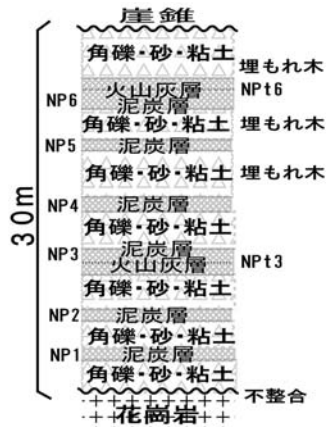 崖錐
角礫・砂・粘土
埋もれ木
火山灰層 NPt6
NP6 泥炭層
角礫・砂・粘土 埋もれ木
NP5 泥炭層
角礫・砂・粘土 埋もれ木
NP4 泥炭層
角礫・砂・粘土
NP3 泥炭層
火山灰層 NPt3
角礫・砂・粘土
NP2 泥炭層
角礫・砂・粘土
NP1 泥炭層
角礫・砂・粘土
不整合
花崗岩
30m